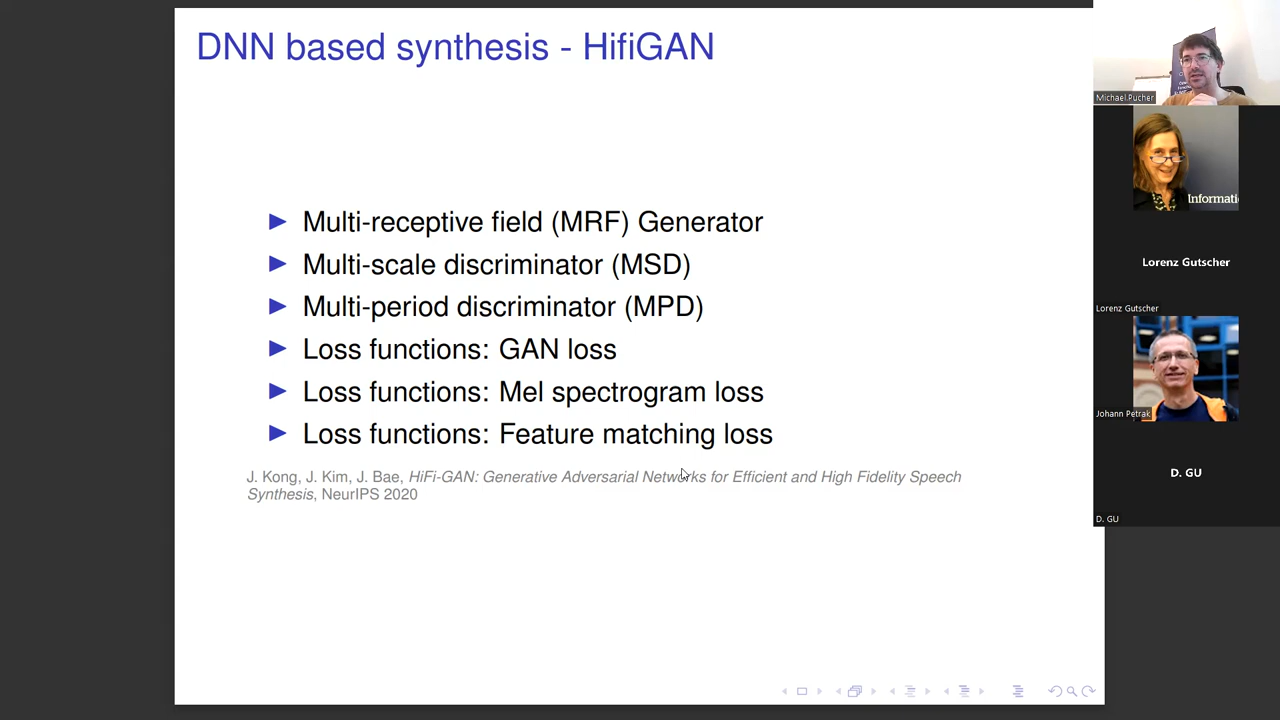 DNN based synthesis - HifiGAN
Multi-receptive field (MRF) Generator
Multi-scale discriminator (MSD)
Multi-period discriminator (MPD)
Loss functions: GAN loss
Loss functions: Mel spectrogram loss
Loss functions: Feature matching loss
J. Kong, J. Kim, J. Bae, HiFi-GAN: Generative Adversarial Networks for Efficient and High Fidelity Speech
Synthesis, NeurIPS 2020
Michael Pucher
Informati
Lorenz Gutscher
Lorenz Gutscher
Johann Petrak
D. GU
D. GU